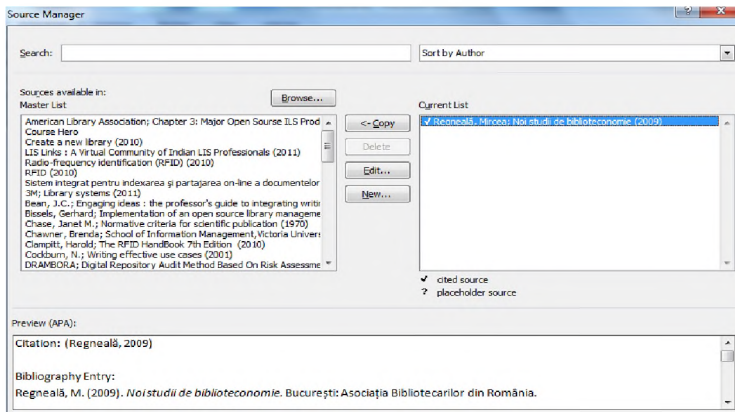 Source Manager
Search:
Sort by Author
Sources available in:
Master List
Browse...
Current List
American Library Association; Chapter 3: Major Open Sourse ILS Prod
Course Hero
Create a new library (2010)
LIS Links : A Virtual Community of Indian LIS Professionals (2011)
Radio-frequency identification (RFID) (2010)
RFID (2010)
Sistem integrat pentru indexarea și partajarea on-line a documentelor
3M; Library systems (2011)
Bean, J.C.; Engaging ideas : the professor's guide to integrating writin
Bissels, Gerhard; Implementation of an open source library manageme
Chase, Janet M.; Normative criteria for scientific publication (1970)
Chawner, Brenda; School of Information Management, Victoria Univers
Clampitt, Harold; The RFID HandBook 7th Edition (2010)
Cockburn, N.; Writing effective use cases (2001)
DRAMBORA; Digital Repository Audit Method Based On Risk Assessme
<- Copy
Delete
Edit...
New...
✓ Regneală, Mircea; Noi studii de biblioteconomie (2009)
✓ cited source
? placeholder source
Preview (APA):
Citation: (Regneală, 2009)
Bibliography Entry:
Regneală, M. (2009). Noi studii de biblioteconomie. București: Asociația Bibliotecarilor din România.